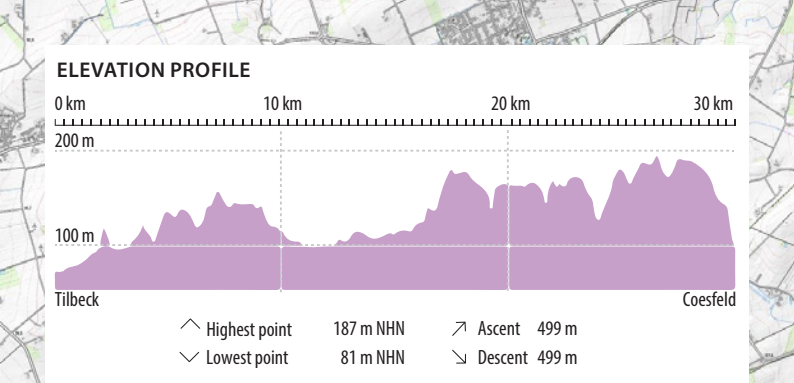 ELEVATION PROFILE
0 km 10 km 20 km 30 km
200 m
100 m
Tilbeck Coesfeld
Highest point 187 m NHN Ascent 499 m
Lowest point 81 m NHN Descent 499 m